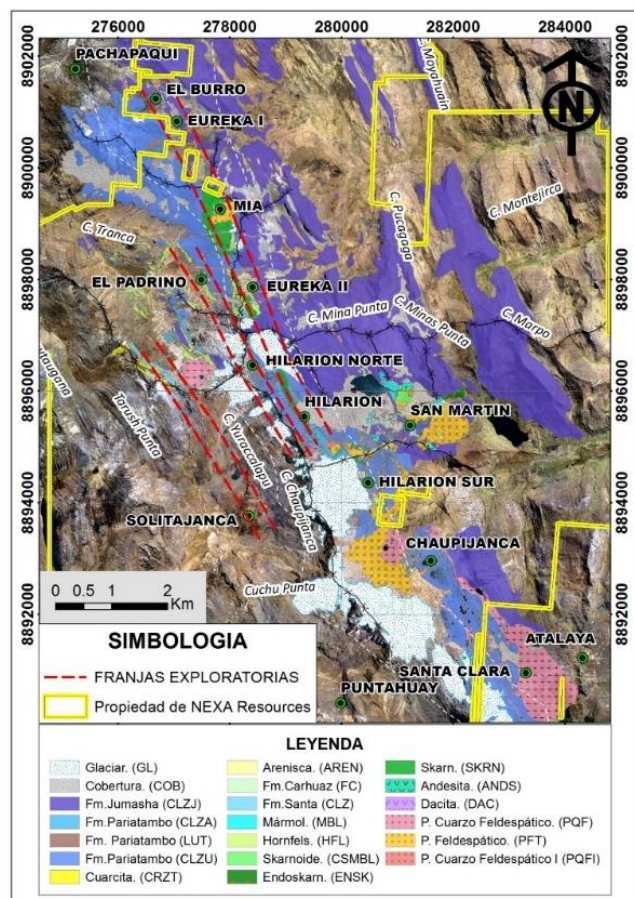 276000 278000 280000 282000 284000
8902000
8900000
8898000
8896000
8894000
8892000
C. Moyahuain
PACHAPAQUI
N
EL BURRO
EUREKA I
C. Montejirca
C. Pucagaga
MIA
C. Tranca
EL PADRINO
EUREKA II
C. Mina Punta
C. Minas Punta
C. Marpo
HILARION NORTE
Tarush Punta
HILARION
SAN MARTIN
C. Yuraccalapu
C. Chaupijanca
HILARION SUR
SOLITAJANCA
CHAUPIJANCA
0 0.5 1 2
Km
Cuchu Punta
ATALAYA
SANTA CLARA
PUNTAHUAY
SIMBOLOGIA
FRANJAS EXPLORATORIAS
Propiedad de NEXA Resources
LEYENDA
Glaciar. (GL)
Cobertura. (COB)
Fm.Jumasha (CLZJ)
Fm.Pariatambo (CLZA)
Fm. Pariatambo (LUT)
Fm.Pariatambo (CLZU)
Cuarcita. (CRZT)
Arenisca. (AREN)
Fm.Carhuaz (FC)
Fm.Santa (CLZ)
Mármol. (MBL)
Hornfels. (HFL)
Skarnoide. (CSMBL)
Endoskarn. (ENSK)
Skarn. (SKRN)
Andesita. (ANDS)
Dacita. (DAC)
P. Cuarzo Feldespático. (PQF)
P. Feldespático. (PFT)
P. Cuarzo Feldespático I (PQFI)